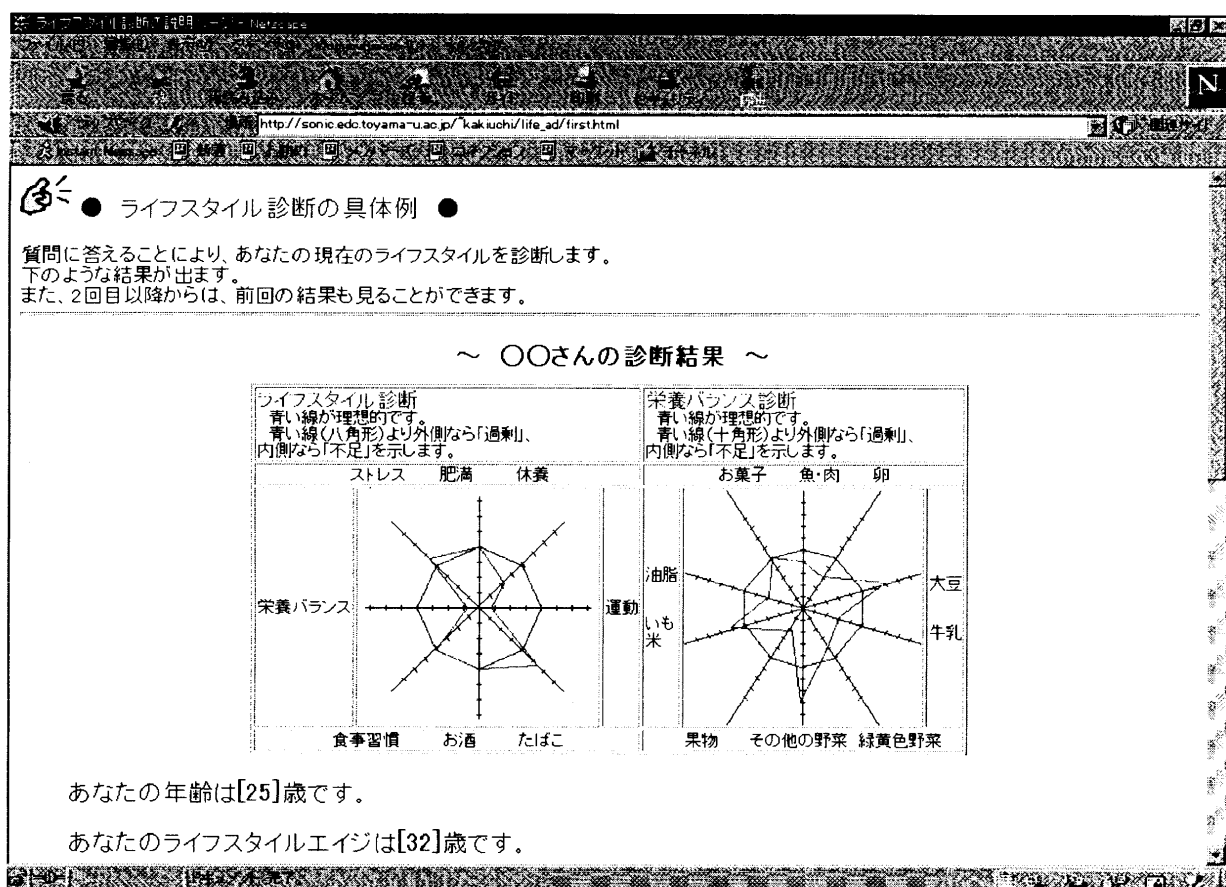 http://sonic.edc.toyama-u.ac.jp/~kakiuchi/life_ad/first.html
N
● ライフスタイル診断の具体例 ●
質問に答えることにより、あなたの現在のライフスタイルを診断します。
下のような結果が出ます。
また、2回目以降からは、前回の結果も見ることができます。
～ ○○さんの診断結果 ～
ライフスタイル診断
青い線が理想的です。
青い線(八角形)より外側なら「過剰」、
内側なら「不足」を示します。
栄養バランス診断
青い線が理想的です。
青い線(十角形)より外側なら「過剰」、
内側なら「不足」を示します。
ストレス 肥満 休養
栄養バランス
運動
食事習慣 お酒 たばこ
お菓子 魚・肉 卵
油脂
いも
米
大豆
牛乳
果物 その他の野菜 緑黄色野菜
あなたの年齢は[25]歳です。
あなたのライフスタイルエイジは[32]歳です。